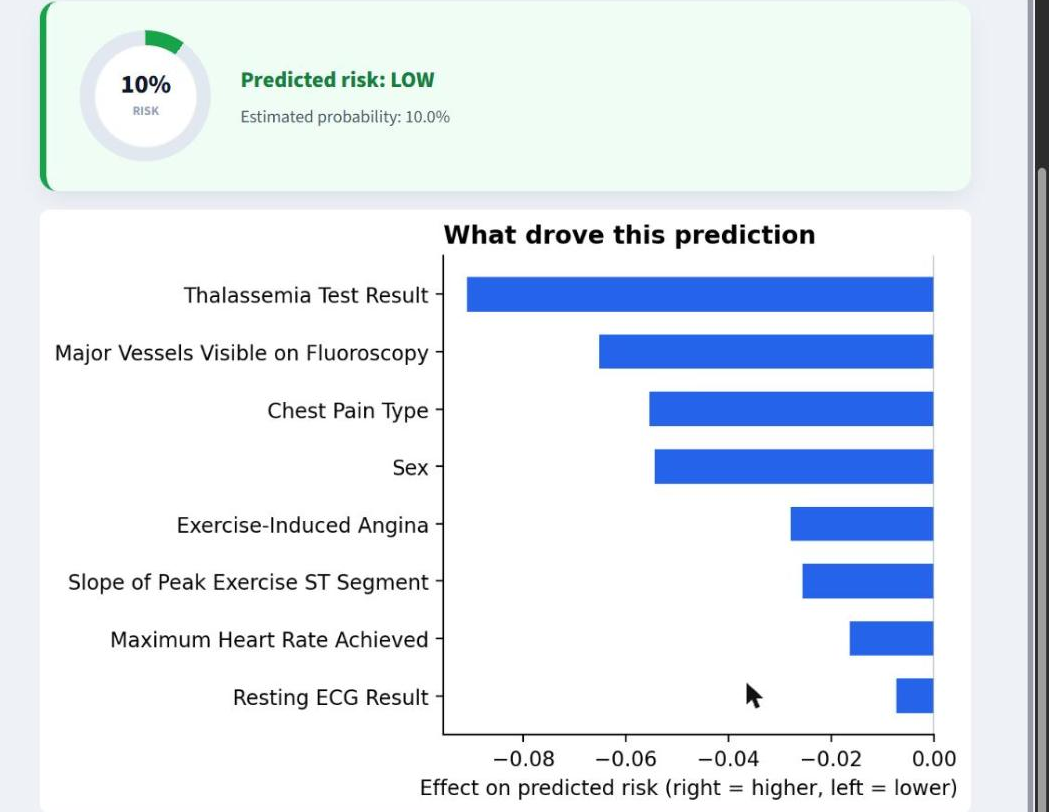 10%
RISK
Predicted risk: LOW
Estimated probability: 10.0%
What drove this prediction
Thalassemia Test Result
Major Vessels Visible on Fluoroscopy
Chest Pain Type
Sex
Exercise-Induced Angina
Slope of Peak Exercise ST Segment
Maximum Heart Rate Achieved
Resting ECG Result
−0.08 −0.06 −0.04 −0.02 0.00
Effect on predicted risk (right = higher, left = lower)